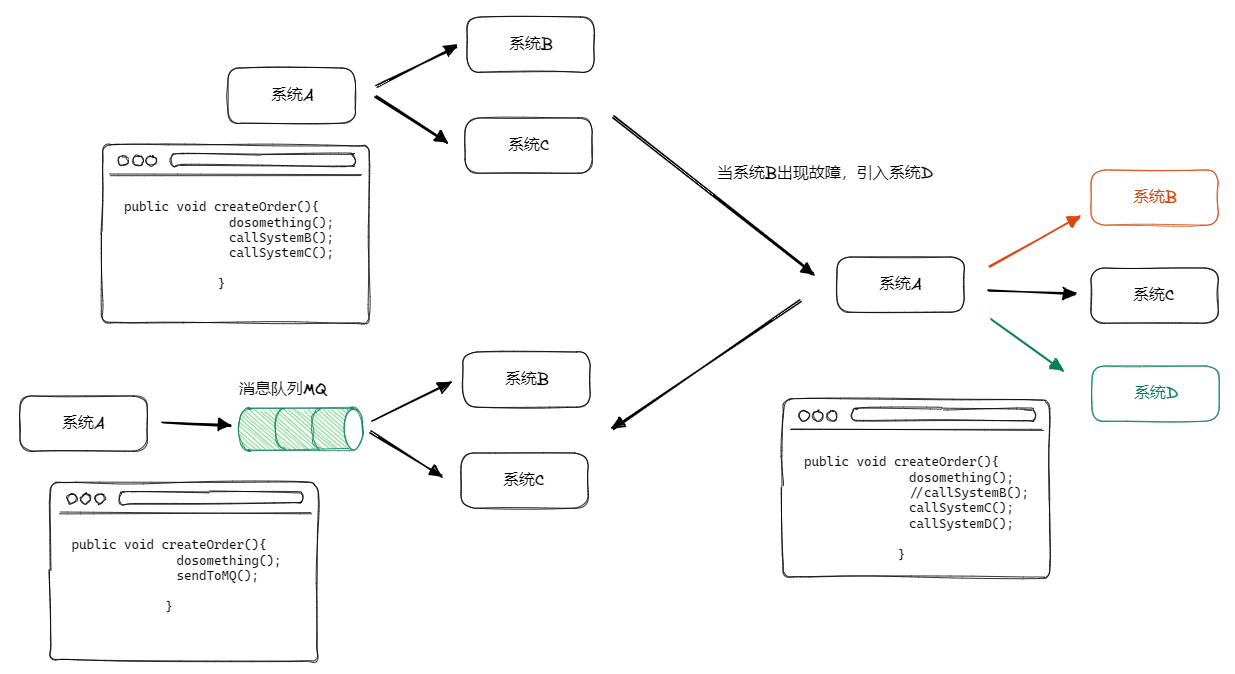 系统B
系统A
系统C
public void createOrder(){
dosomething();
callSystemB();
callSystemC();
}
当系统B出现故障，引入系统D
系统B
系统A
系统C
系统D
public void createOrder(){
dosomething();
//callSystemB();
callSystemC();
callSystemD();
}
消息队列MQ
系统B
系统A
系统C
public void createOrder(){
dosomething();
sendToMQ();
}